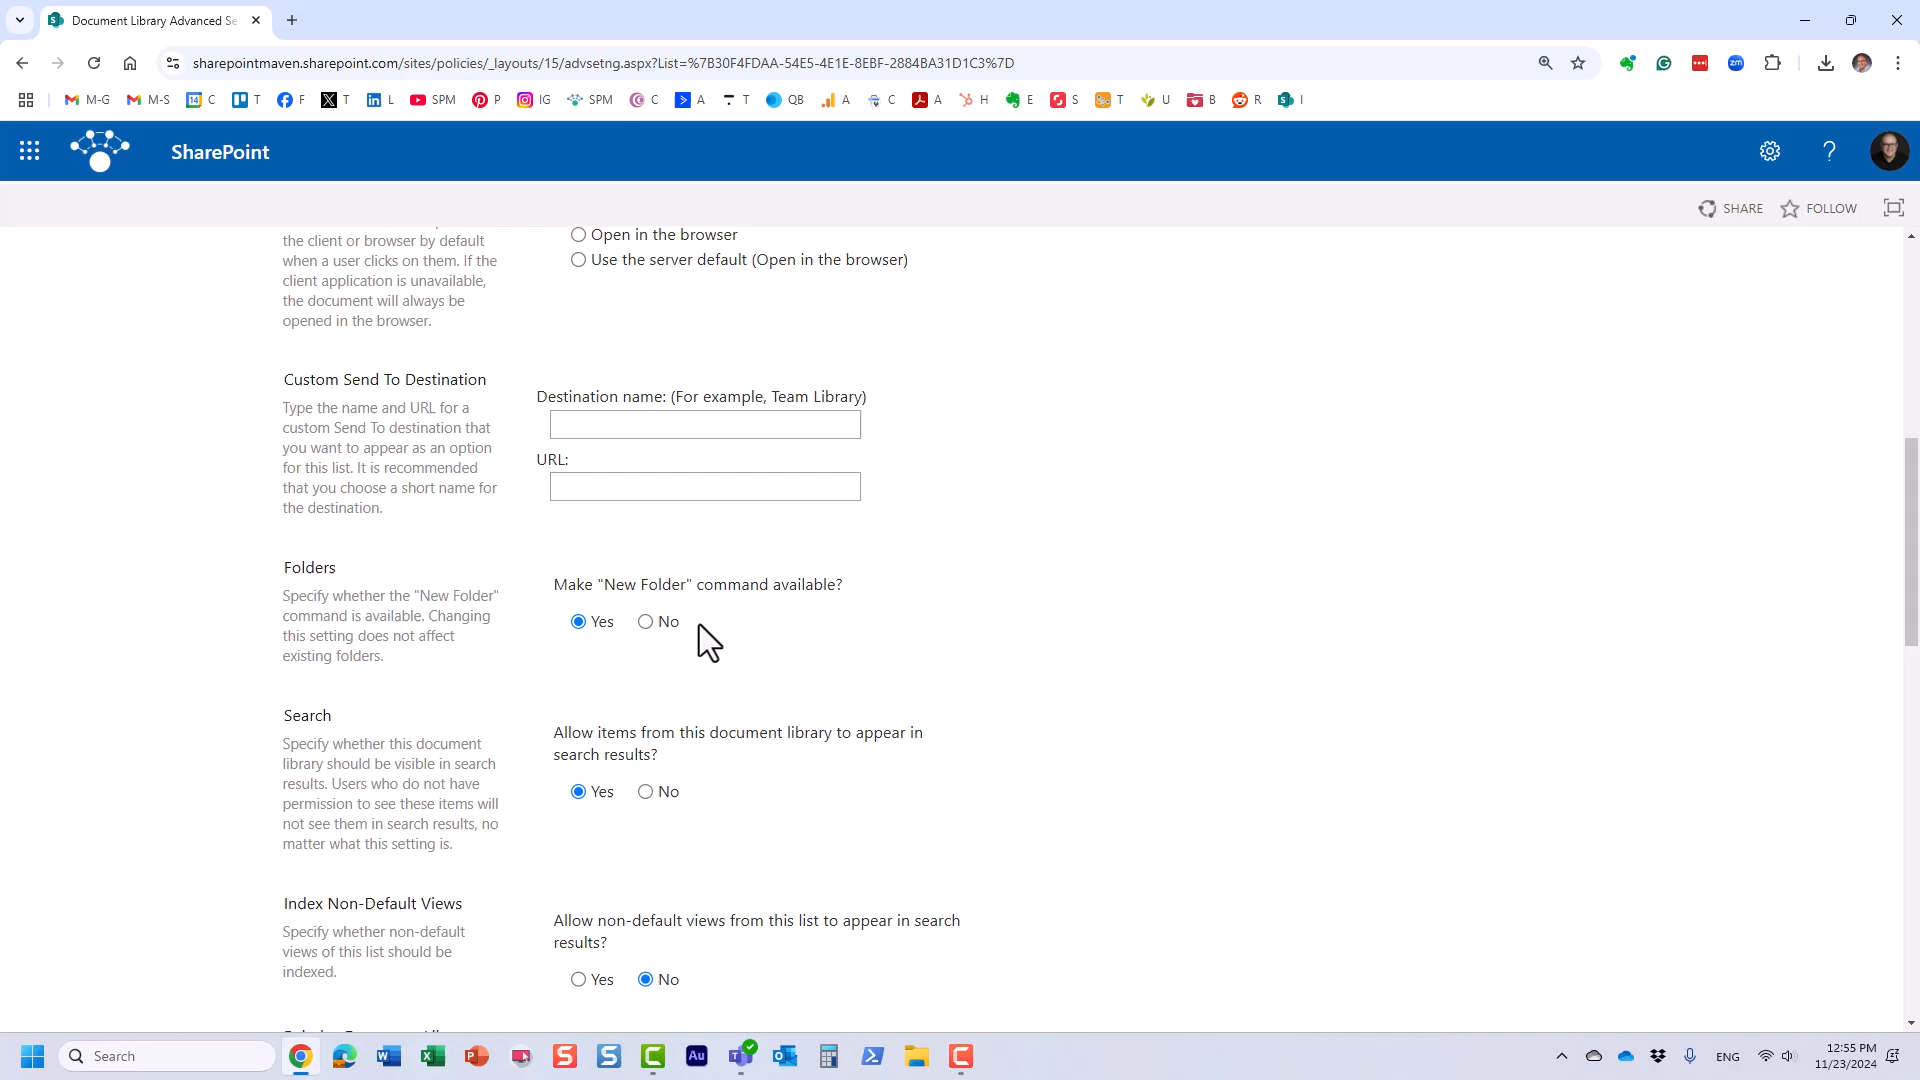 Document Library Advanced Se
sharepointmaven.sharepoint.com/sites/policies/_layouts/15/advsetng.aspx?List=%7B30F4FDAA-54E5-4E1E-8EBF-2884BA31D1C3%7D
M-G M-S C T F T L SPM P IG SPM C A T QB A C A H E S T U B R I
SharePoint
SHARE FOLLOW
the client or browser by default
when a user clicks on them. If the
client application is unavailable,
the document will always be
opened in the browser.
Open in the browser
Use the server default (Open in the browser)
Custom Send To Destination
Type the name and URL for a
custom Send To destination that
you want to appear as an option
for this list. It is recommended
that you choose a short name for
the destination.
Destination name: (For example, Team Library)
URL:
Folders
Specify whether the "New Folder"
command is available. Changing
this setting does not affect
existing folders.
Make "New Folder" command available?
Yes No
Search
Specify whether this document
library should be visible in search
results. Users who do not have
permission to see these items will
not see them in search results, no
matter what this setting is.
Allow items from this document library to appear in
search results?
Yes No
Index Non-Default Views
Specify whether non-default
views of this list should be
indexed.
Allow non-default views from this list to appear in search
results?
Yes No
Search
ENG
12:55 PM
11/23/2024